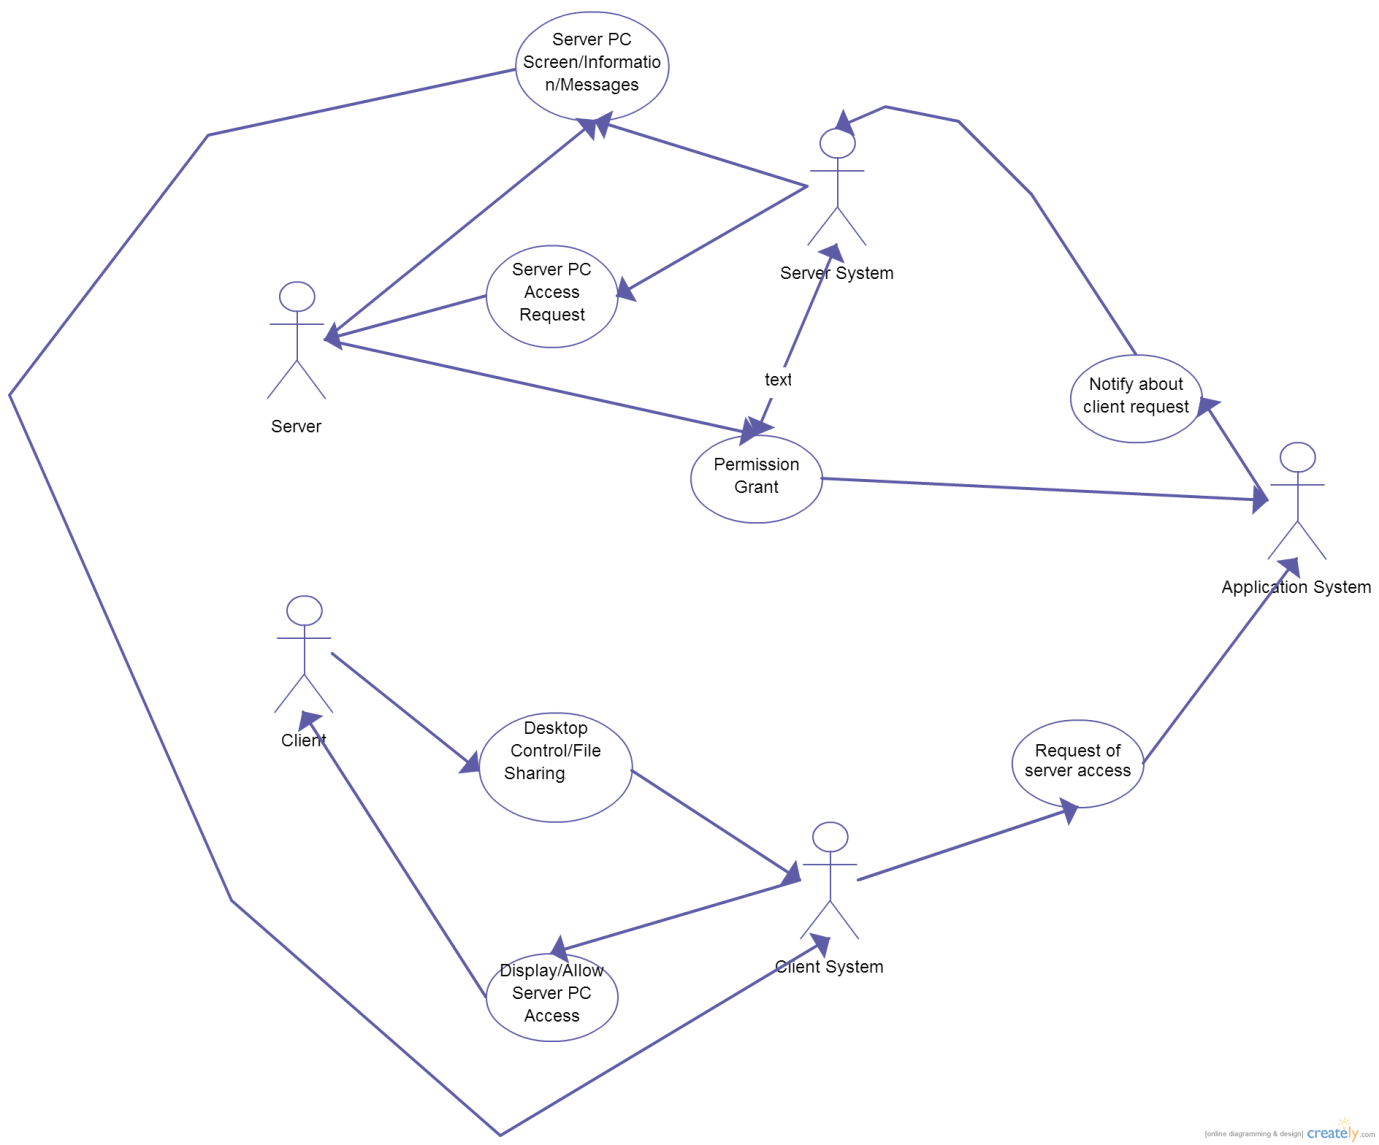 Server PC
Screen/Informatio
n/Messages
Server System
Server PC
Access
Request
Server
text
Notify about
client request
Permission
Grant
Application System
Client
Desktop
Control/File
Sharing
Request of
server access
Client System
Display/Allow
Server PC
Access
[online diagramming & design] creately.com